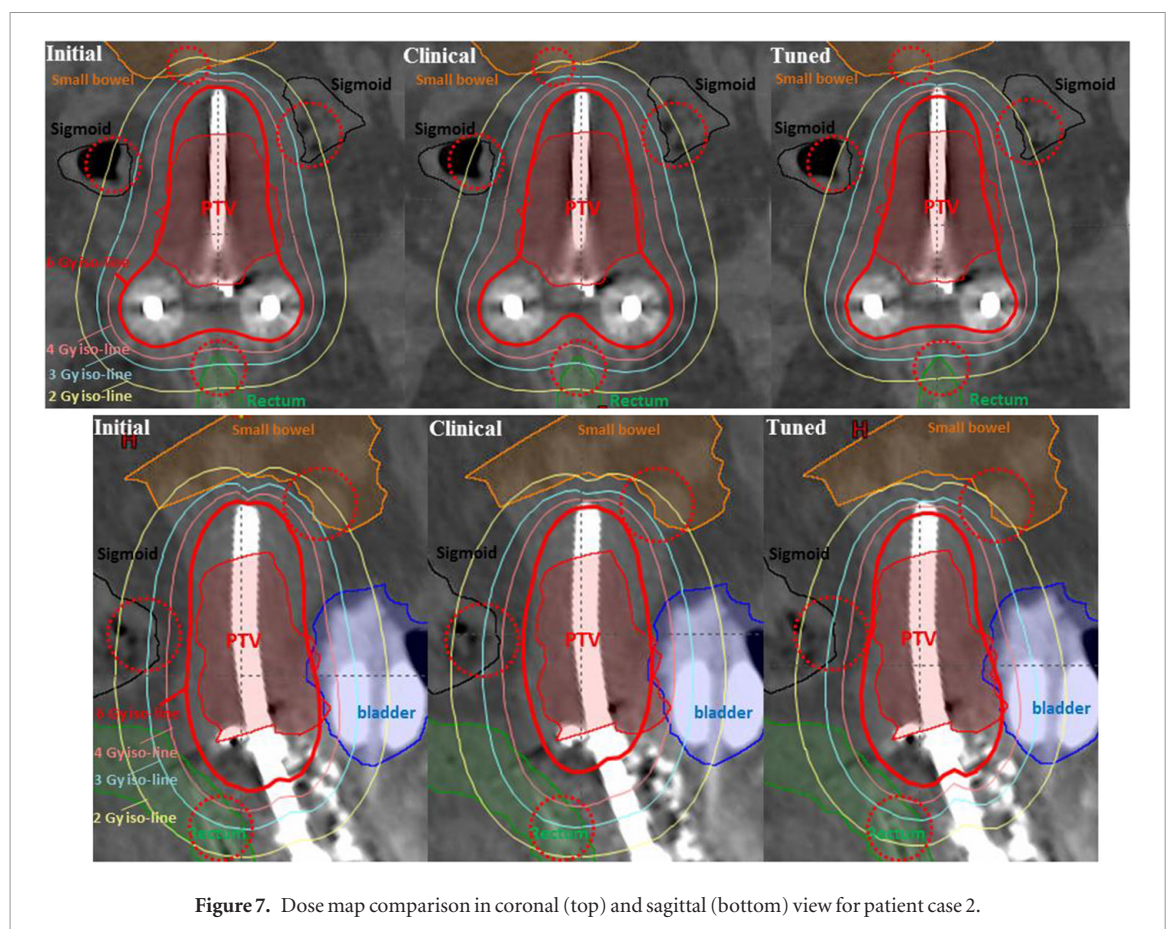 Initial
Clinical
Tuned
Small bowel
Sigmoid
Small bowel
Sigmoid
Small bowel
Sigmoid
Sigmoid
Sigmoid
Sigmoid
PTV
PTV
PTV
6 Gy iso-line
4 Gy iso-line
3 Gy iso-line
2 Gy iso-line
Rectum
Rectum
Rectum
Initial
Clinical
Tuned
H
H
Small bowel
Small bowel
Small bowel
Sigmoid
Sigmoid
Sigmoid
PTV
PTV
PTV
6 Gy iso-line
bladder
bladder
bladder
4 Gy iso-line
3 Gy iso-line
2 Gy iso-line
Rectum
Rectum
Rectum
Figure 7. Dose map comparison in coronal (top) and sagittal (bottom) view for patient case 2.